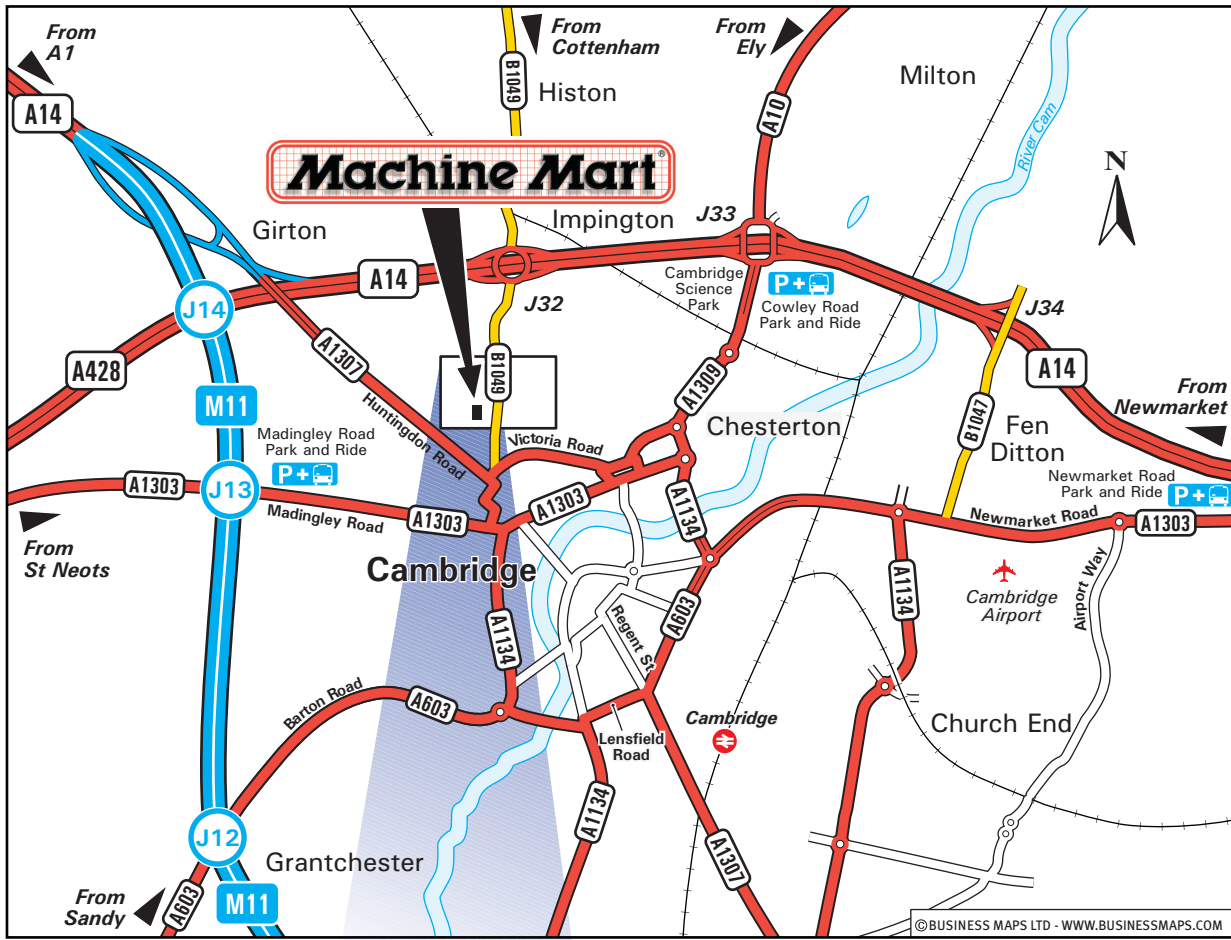 From
A1
From
Cottenham
From
Ely
Milton
A14
B1049
Histon
A10
River Cam
Machine Mart®
N
Girton
Impington
J33
A14
J32
Cambridge
Science
Park
P+
Cowley Road
Park and Ride
J34
J14
A428
A1307
B1049
A1309
A14
M11
Huntingdon Road
From
Newmarket
Madingley Road
Park and Ride
P+
Victoria Road
Chesterton
B1047
Fen
Ditton
Newmarket Road
Park and Ride
P+
A1303
J13
Madingley Road
A1303
A1303
A1134
Newmarket Road
A1303
From
St Neots
Cambridge
A1134
Cambridge
Airport
Airport Way
A1134
Regent St
A603
Barton Road
A603
Lensfield
Road
Cambridge
Church End
A1134
A1307
J12
Grantchester
From
Sandy
A603
M11
©BUSINESS MAPS LTD - WWW.BUSINESSMAPS.COM